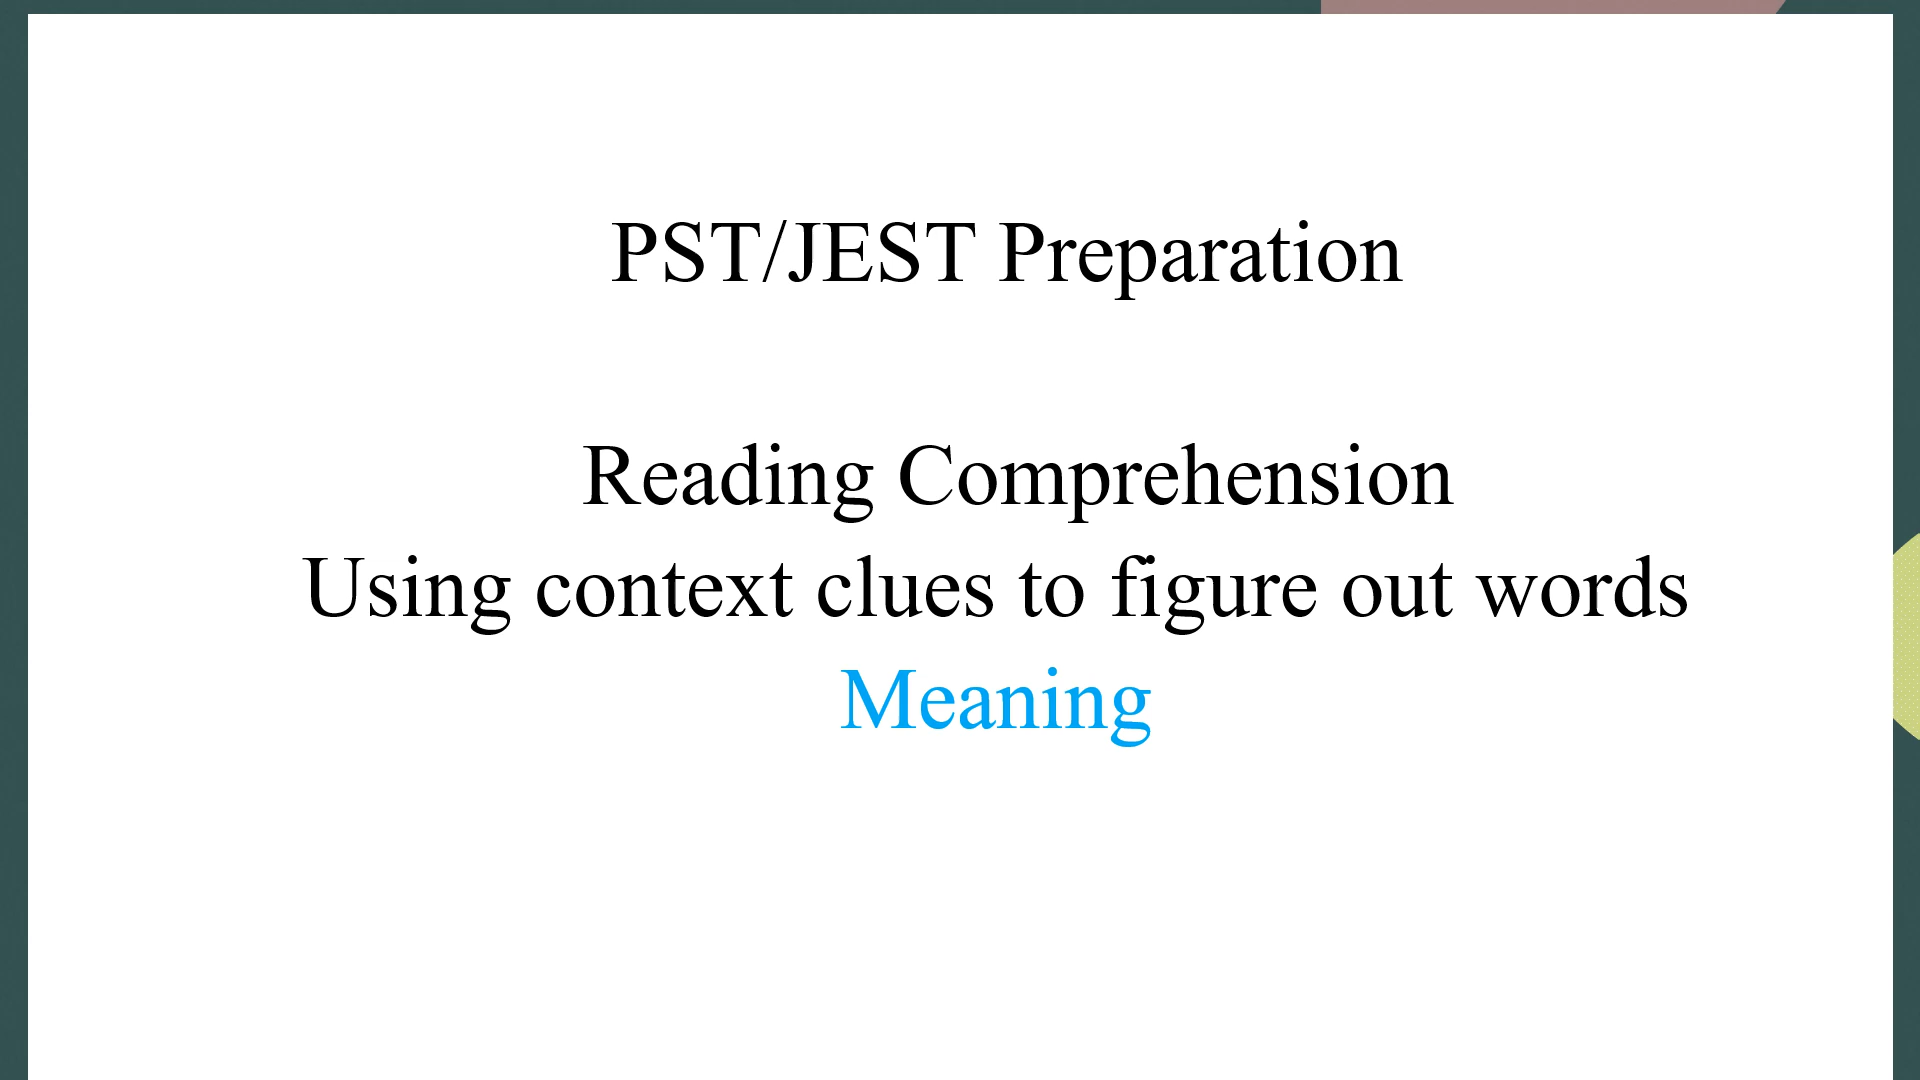 PST/JEST Preparation
Reading Comprehension
Using context clues to figure out words
Meaning